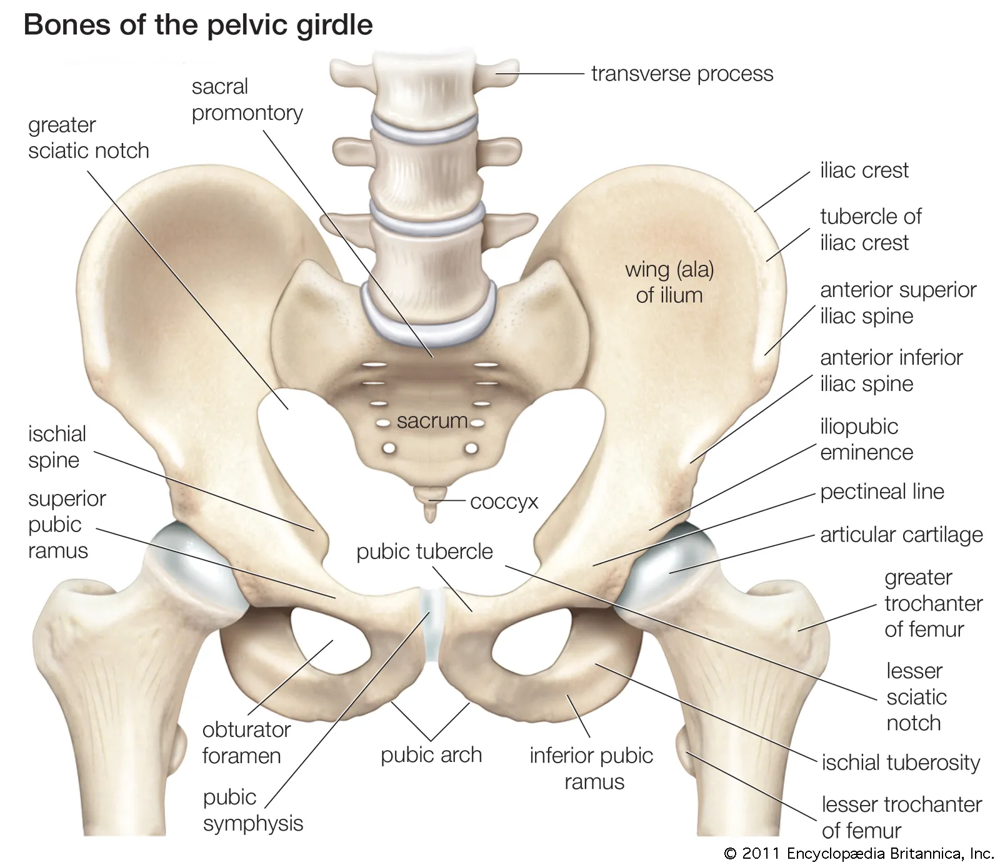 Bones of the pelvic girdle
transverse process
sacral
promontory
greater
sciatic notch
iliac crest
tubercle of
iliac crest
wing (ala)
of ilium
anterior superior
iliac spine
anterior inferior
iliac spine
sacrum
ischial
spine
iliopubic
eminence
superior
pubic
ramus
coccyx
pectineal line
articular cartilage
pubic tubercle
greater
trochanter
of femur
lesser
sciatic
notch
obturator
foramen
pubic arch
inferior pubic
ramus
ischial tuberosity
pubic
symphysis
lesser trochanter
of femur
© 2011 Encyclopædia Britannica, Inc.